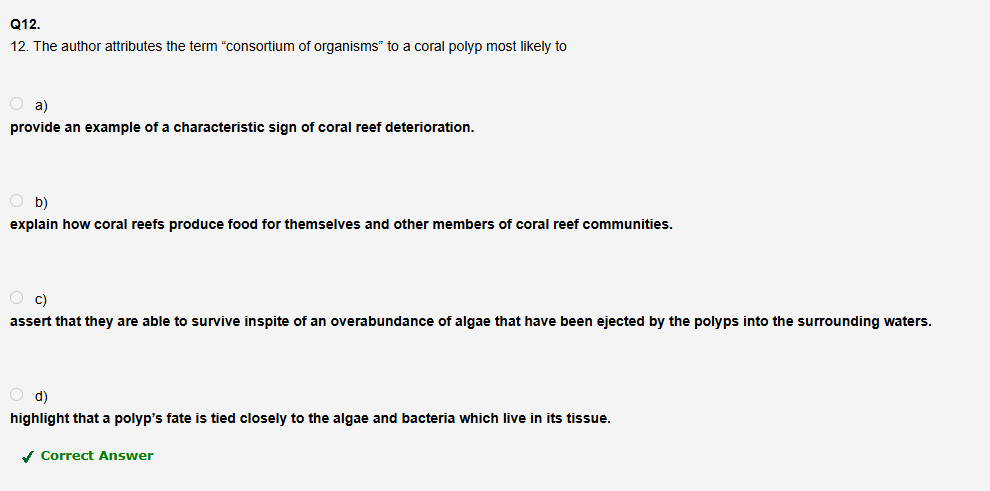 Q12.
12. The author attributes the term “consortium of organisms” to a coral polyp most likely to
a)
provide an example of a characteristic sign of coral reef deterioration.
b)
explain how coral reefs produce food for themselves and other members of coral reef communities.
c)
assert that they are able to survive inspite of an overabundance of algae that have been ejected by the polyps into the surrounding waters.
d)
highlight that a polyp’s fate is tied closely to the algae and bacteria which live in its tissue.
✓ Correct Answer